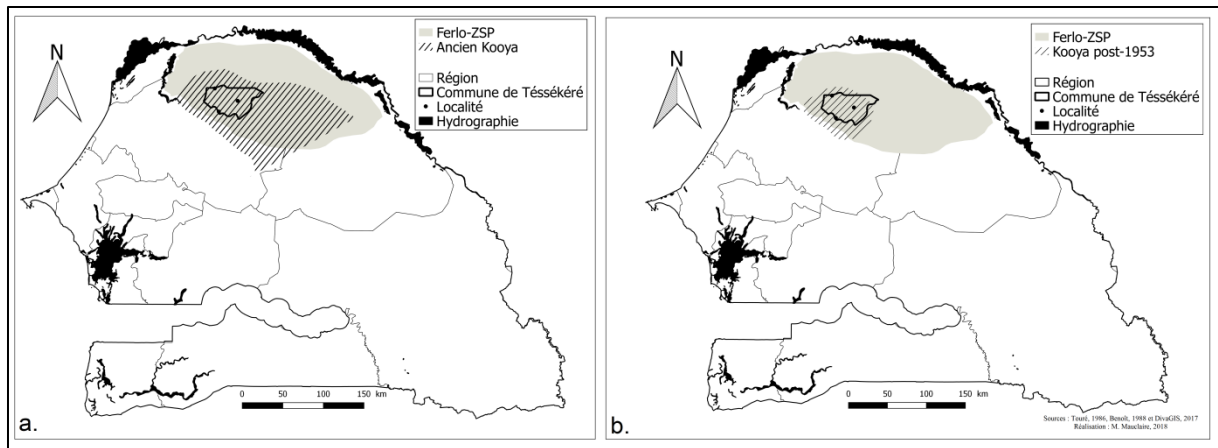 N
Ferlo-ZSP
Ancien Kooya
Région
Commune de Téssékéré
Localité
Hydrographie
0 50 100 150 km
a.
N
Ferlo-ZSP
Kooya post-1953
Région
Commune de Téssékéré
Localité
Hydrographie
0 50 100 150 km
b.
Sources : Touré, 1986, Benoît, 1988 et DivaGIS, 2017
Réalisation : M. Mauclaire, 2018